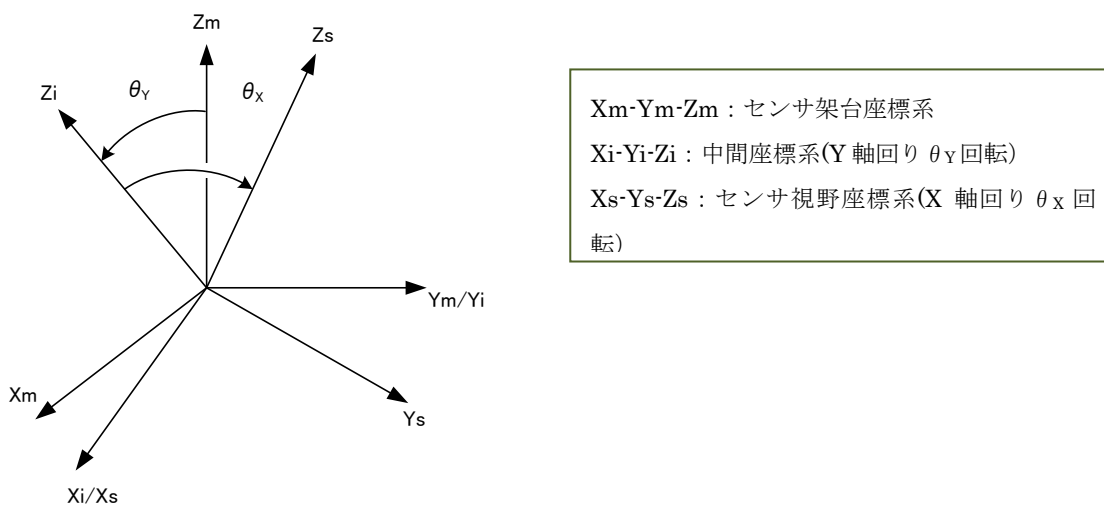 Zm
Zs
Zi
θY
θX
Ym/Yi
Xm
Ys
Xi/Xs
Xm-Ym-Zm：センサ架台座標系
Xi-Yi-Zi：中間座標系(Y 軸回り θY回転)
Xs-Ys-Zs：センサ視野座標系(X 軸回り θX 回
転)